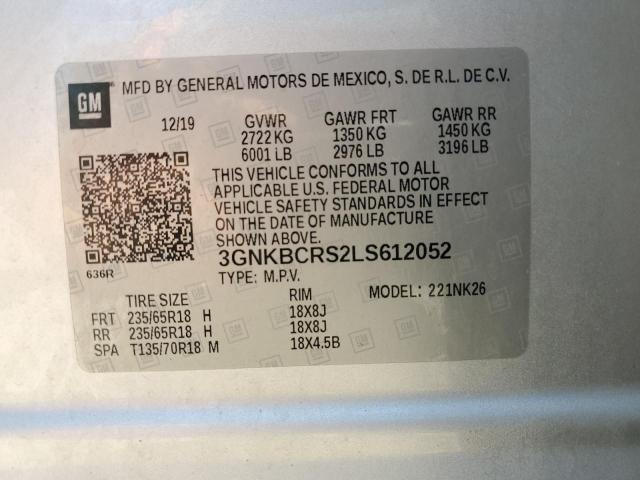 GM
MFD BY GENERAL MOTORS DE MEXICO, S. DE R.L. DE C.V.
12/19 GVWR GAWR FRT GAWR RR
2722 KG 1350 KG 1450 KG
6001 LB 2976 LB 3196 LB
THIS VEHICLE CONFORMS TO ALL
APPLICABLE U.S. FEDERAL MOTOR
VEHICLE SAFETY STANDARDS IN EFFECT
ON THE DATE OF MANUFACTURE
SHOWN ABOVE.
3GNKBCRS2LS612052
636R
TYPE: M.P.V.
TIRE SIZE RIM MODEL: 221NK26
FRT 235/65R18 H 18X8J
RR 235/65R18 H 18X8J
SPA T135/70R18 M 18X4.5B